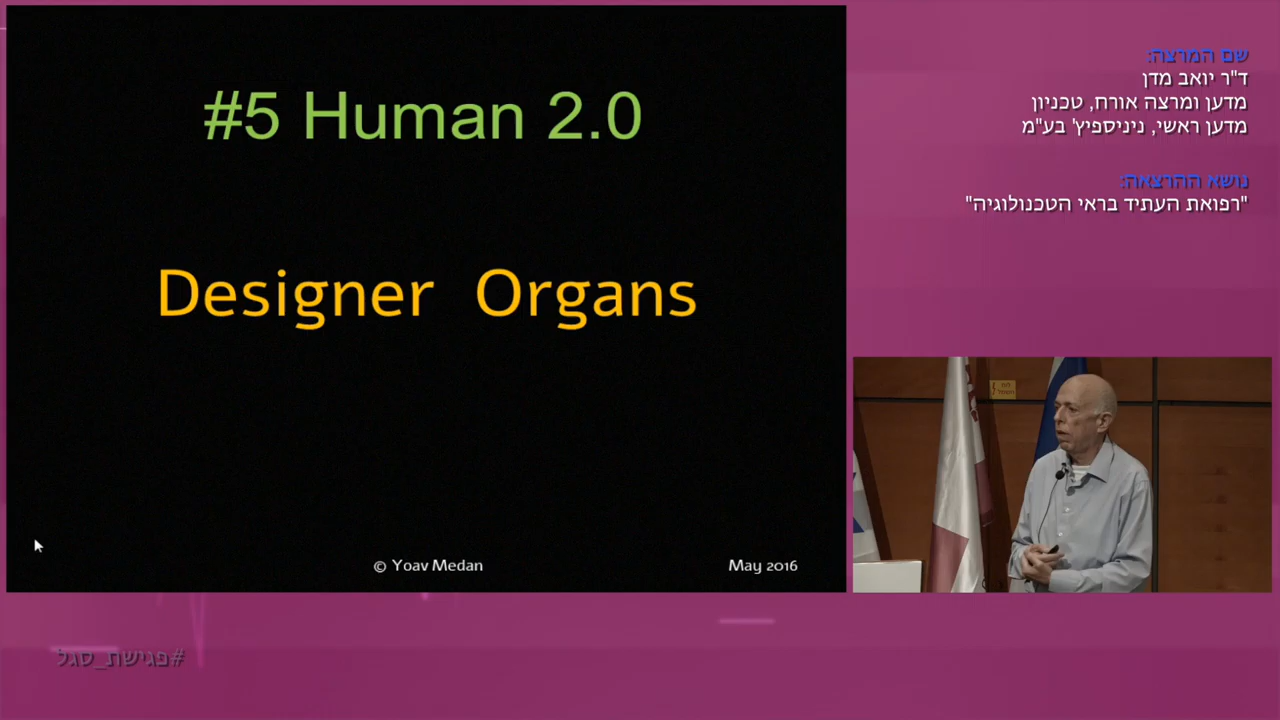 #5 Human 2.0
Designer Organs
© Yoav Medan
May 2016
שם המרצה:
ד"ר יואב מדן
מדען ומרצה אורח, טכניון
מדען ראשי, ניניספיץ' בע"מ
נושא ההרצאה:
"רפואת העתיד בראי הטכנולוגיה"
#פגישת_סגל